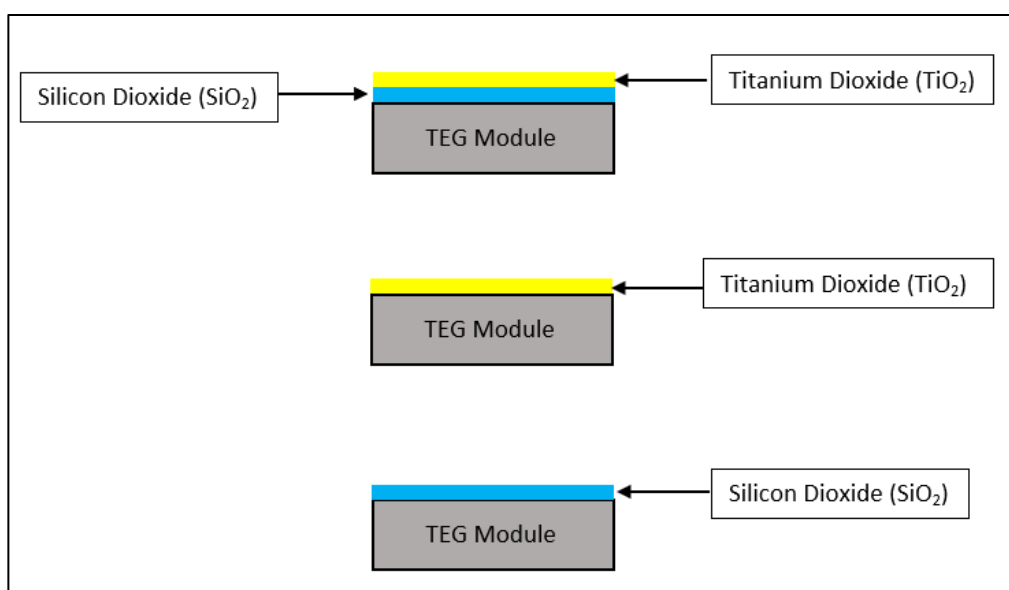 Silicon Dioxide (SiO₂)
Titanium Dioxide (TiO₂)
TEG Module
Titanium Dioxide (TiO₂)
TEG Module
Silicon Dioxide (SiO₂)
TEG Module